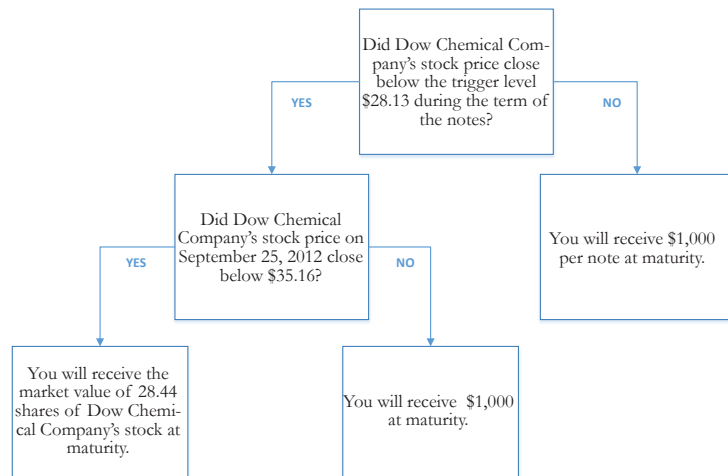 Did Dow Chemical Com-
pany's stock price close
below the trigger level
$28.13 during the term of
the notes?
YES
NO
Did Dow Chemical
Company's stock price on
September 25, 2012 close
below $35.16?
You will receive $1,000
per note at maturity.
YES
NO
You will receive the
market value of 28.44
shares of Dow Chemi-
cal Company's stock at
maturity.
You will receive $1,000
at maturity.